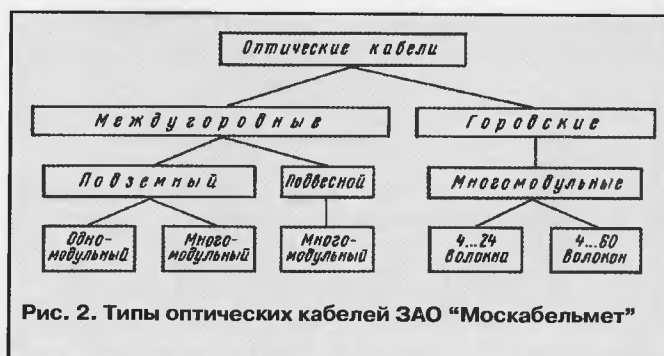 Оптические кабели
Междугородные
Городские
Подземный
Подвесной
Многомодульные
Одно-
модульный
Много-
модульный
Много-
модульный
4...24
волокна
4...60
волокон
Рис. 2. Типы оптических кабелей ЗАО "Москабельмет"